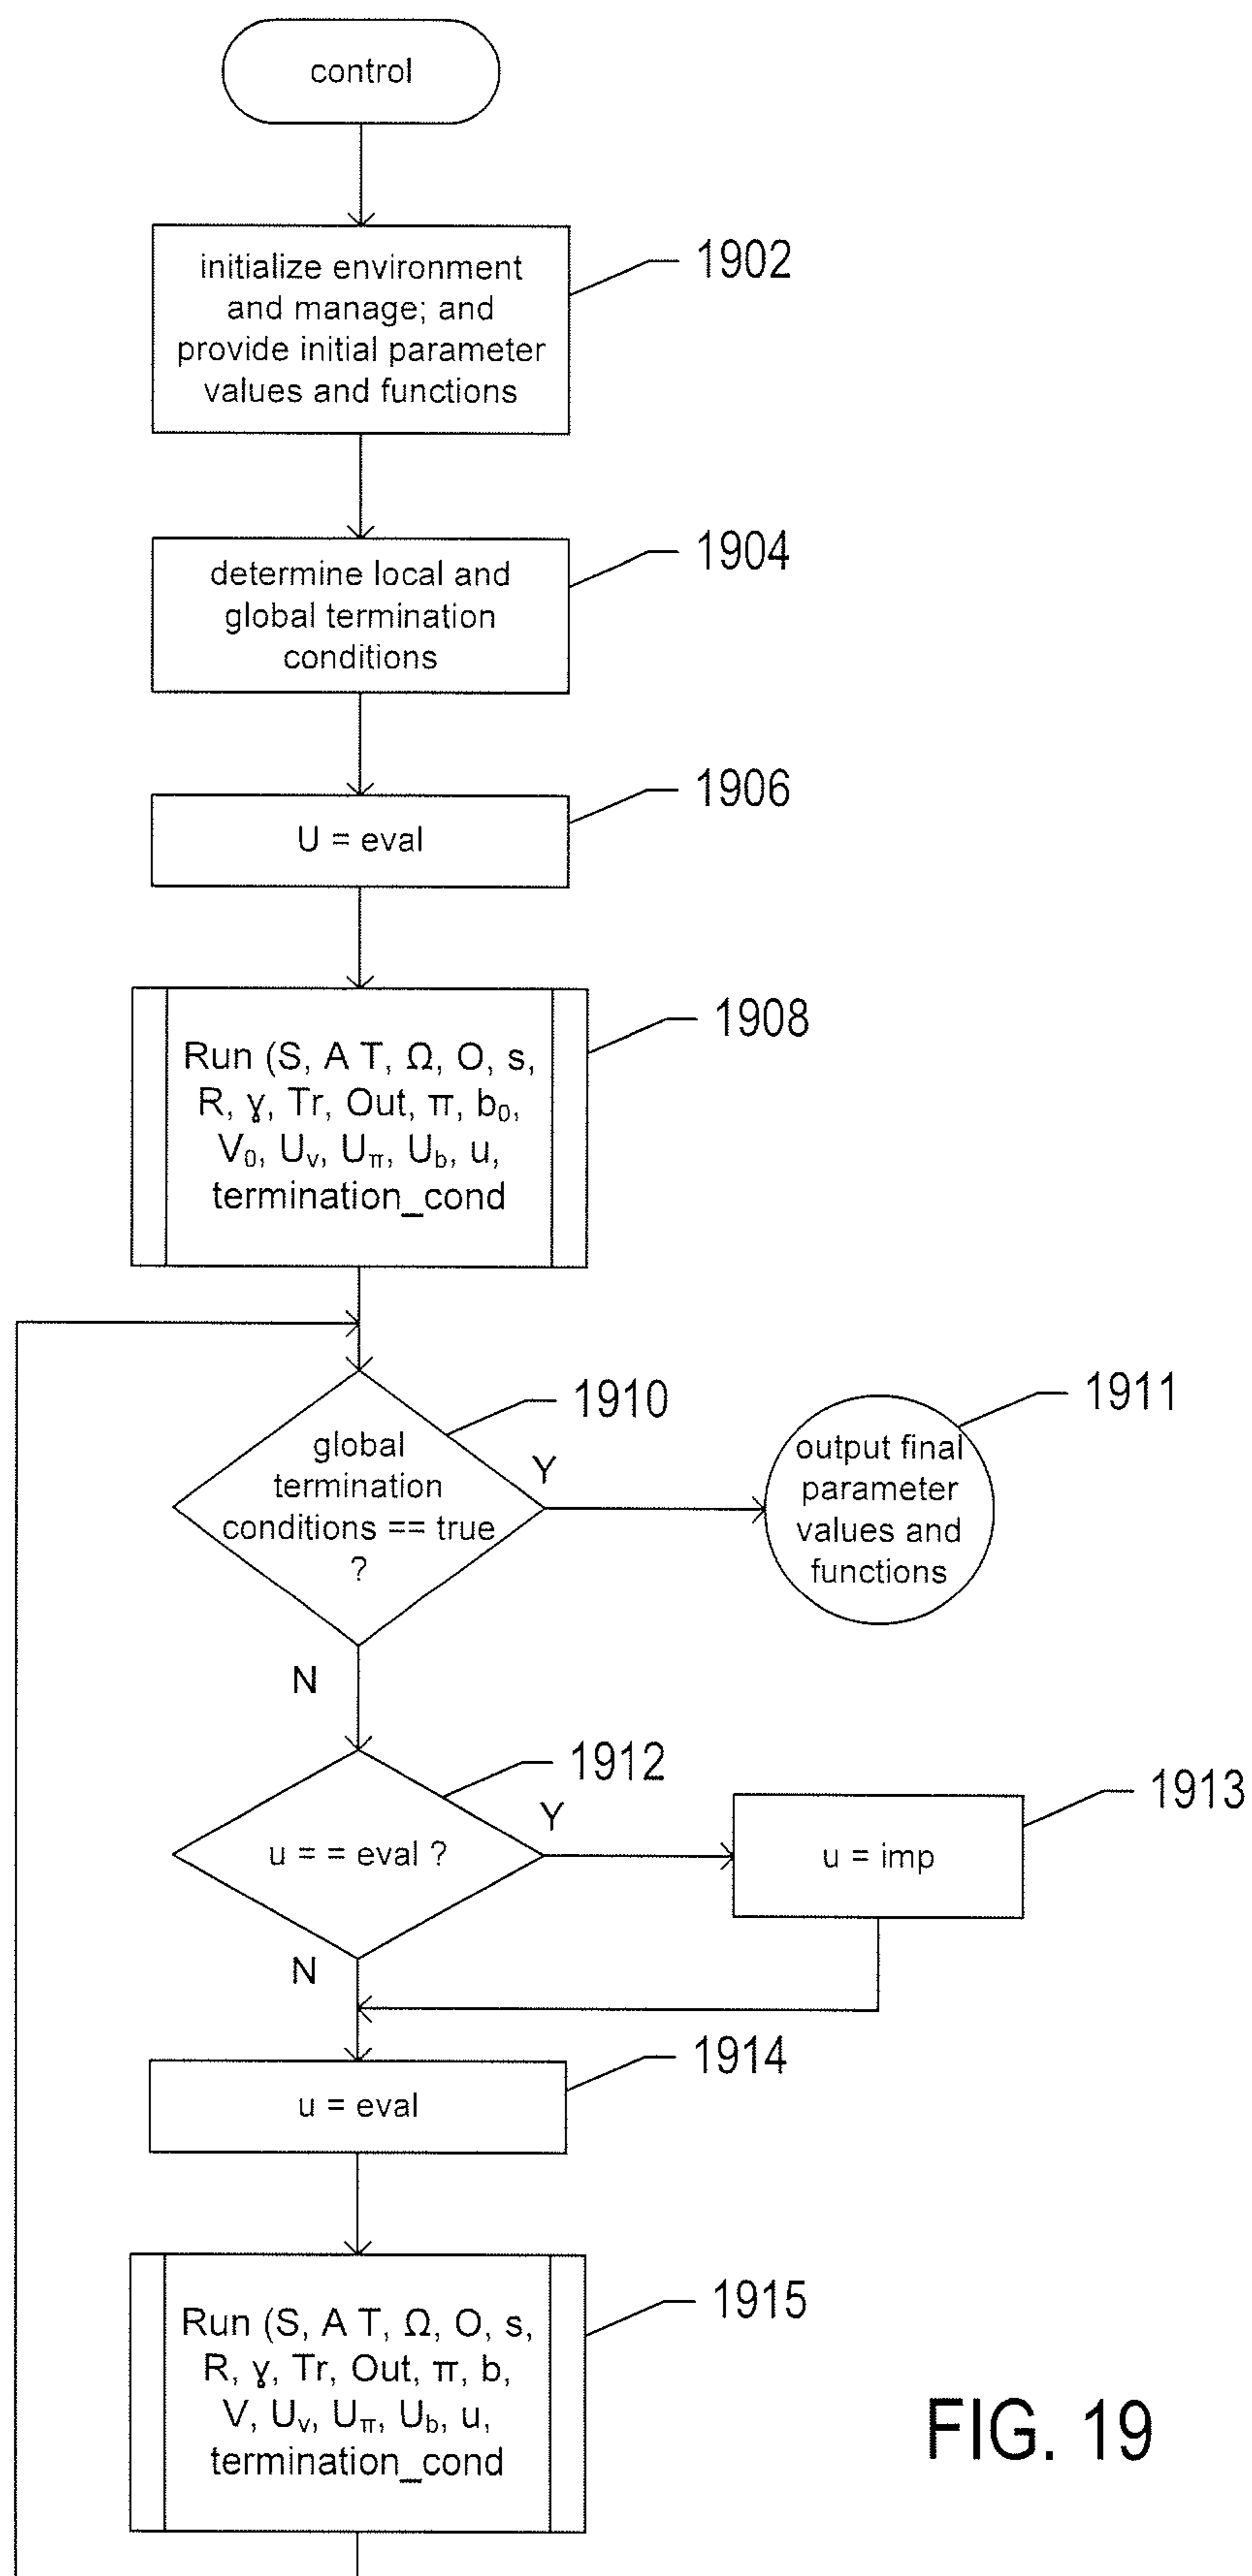 control
initialize environment
and manage; and
provide initial parameter
values and functions
1902
determine local and
global termination
conditions
1904
U = eval
1906
Run (S, A T, Ω, O, s,
R, ɣ, Tr, Out, π, b₀,
V₀, Uᵥ, U_π, U_b, u,
termination_cond
1908
global
termination
conditions == true
?
1910
Y
output final
parameter
values and
functions
1911
N
u = = eval ?
1912
Y
u = imp
1913
N
u = eval
1914
Run (S, A T, Ω, O, s,
R, ɣ, Tr, Out, π, b,
V, Uᵥ, U_π, U_b, u,
termination_cond
1915
FIG. 19